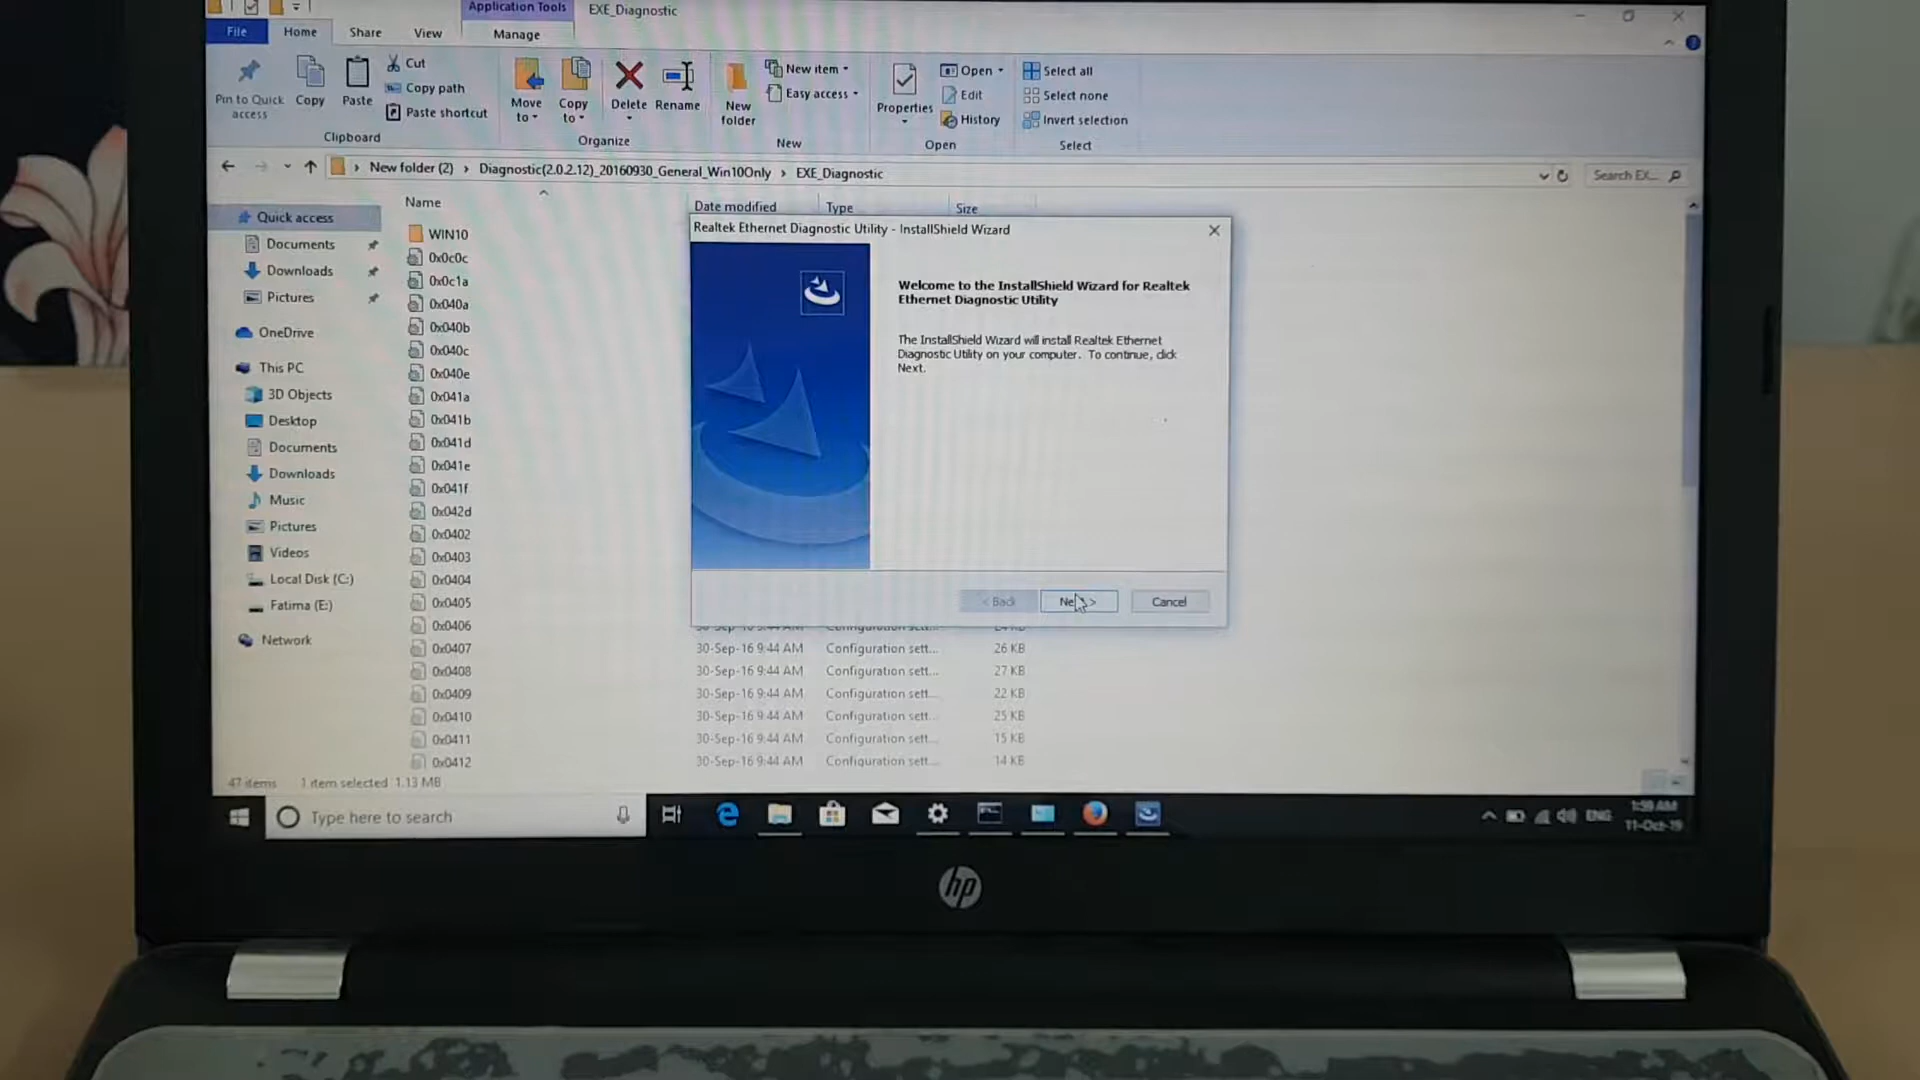 Application Tools
EXE_Diagnostic
File
Home
Share
View
Manage
Pin to Quick access
Copy
Paste
Cut
Copy path
Paste shortcut
Clipboard
Move to
Copy to
Delete
Rename
Organize
New folder
New item
Easy access
New
Properties
Open
Edit
History
Open
Select all
Select none
Invert selection
Select
New folder (2) > Diagnostic(2.0.2.12)_20160930_General_Win10Only > EXE_Diagnostic
Search EX...
Name
Date modified
Type
Size
Quick access
Documents
Downloads
Pictures
OneDrive
This PC
3D Objects
Desktop
Documents
Downloads
Music
Pictures
Videos
Local Disk (C:)
Fatima (E:)
Network
WIN10
0x0c0c
0x0c1a
0x040a
0x040b
0x040c
0x040e
0x041a
0x041b
0x041d
0x041e
0x041f
0x042d
0x0402
0x0403
0x0404
0x0405
0x0406
0x0407 30-Sep-16 9:44 AM Configuration sett... 26 KB
0x0408 30-Sep-16 9:44 AM Configuration sett... 27 KB
0x0409 30-Sep-16 9:44 AM Configuration sett... 22 KB
0x0410 30-Sep-16 9:44 AM Configuration sett... 25 KB
0x0411 30-Sep-16 9:44 AM Configuration sett... 15 KB
0x0412 30-Sep-16 9:44 AM Configuration sett... 14 KB
Realtek Ethernet Diagnostic Utility - InstallShield Wizard
Welcome to the InstallShield Wizard for Realtek
Ethernet Diagnostic Utility
The InstallShield Wizard will install Realtek Ethernet
Diagnostic Utility on your computer. To continue, click
Next.
< Back
Cancel
47 items 1 item selected 1.13 MB
Type here to search
ENG
1:59 AM
11-Oct-19
hp